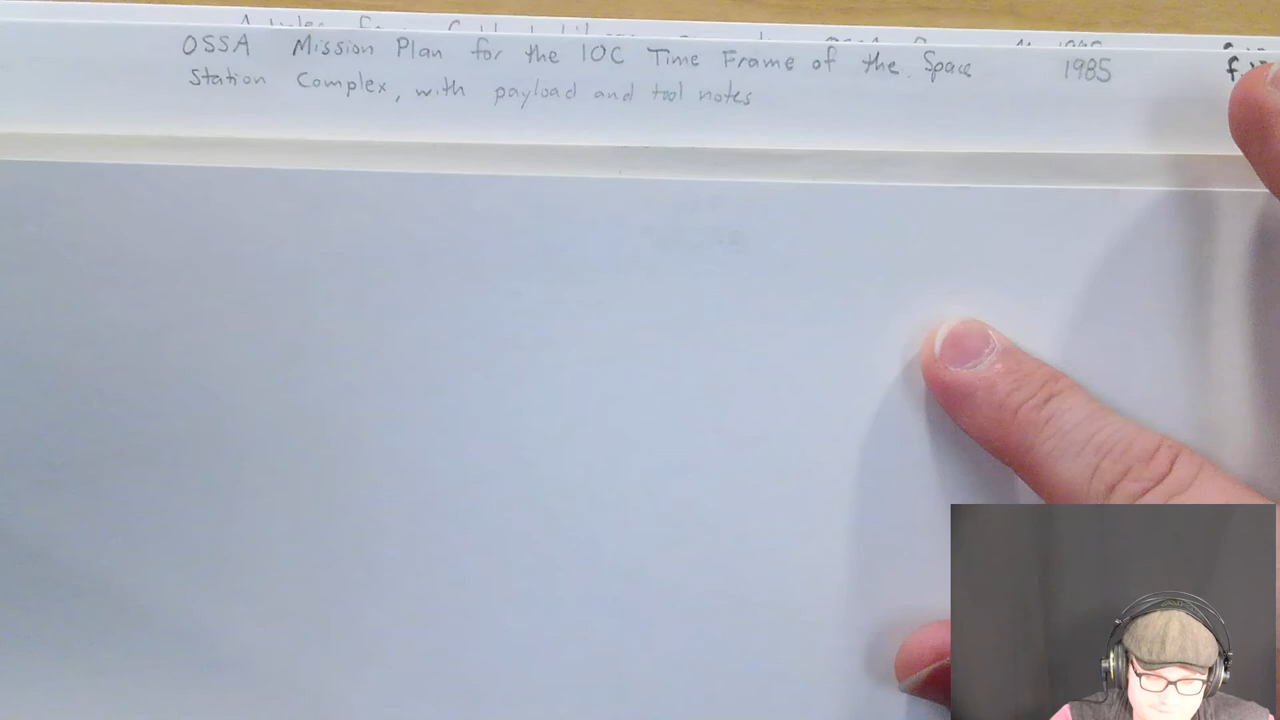 OSSA Mission Plan for the IOC Time Frame of the Space 1985
Station Complex, with payload and tool notes